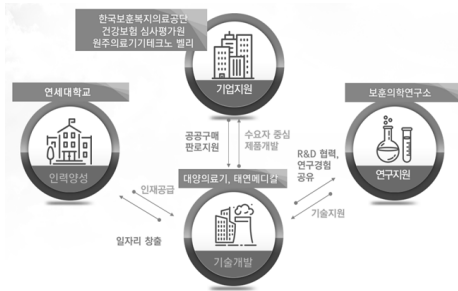 한국보훈복지의료공단
건강보험 심사평가원
원주의료기기테크노 밸리
기업지원
연세대학교
인력양성
보훈의학연구소
연구지원
공공구매
판로지원
수요자 중심
제품개발
R&D 협력,
연구경험
공유
기술지원
인재공급
일자리 창출
대양의료기, 태연메디칼
기술개발